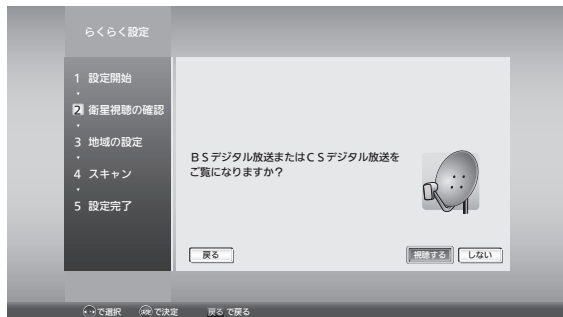 らくらく設定
1 設定開始
2 衛星視聴の確認
3 地域の設定
4 スキャン
5 設定完了
ＢＳデジタル放送またはＣＳデジタル放送を
ご覧になりますか？
戻る 視聴する しない
で選択 決定 で決定 戻る で戻る